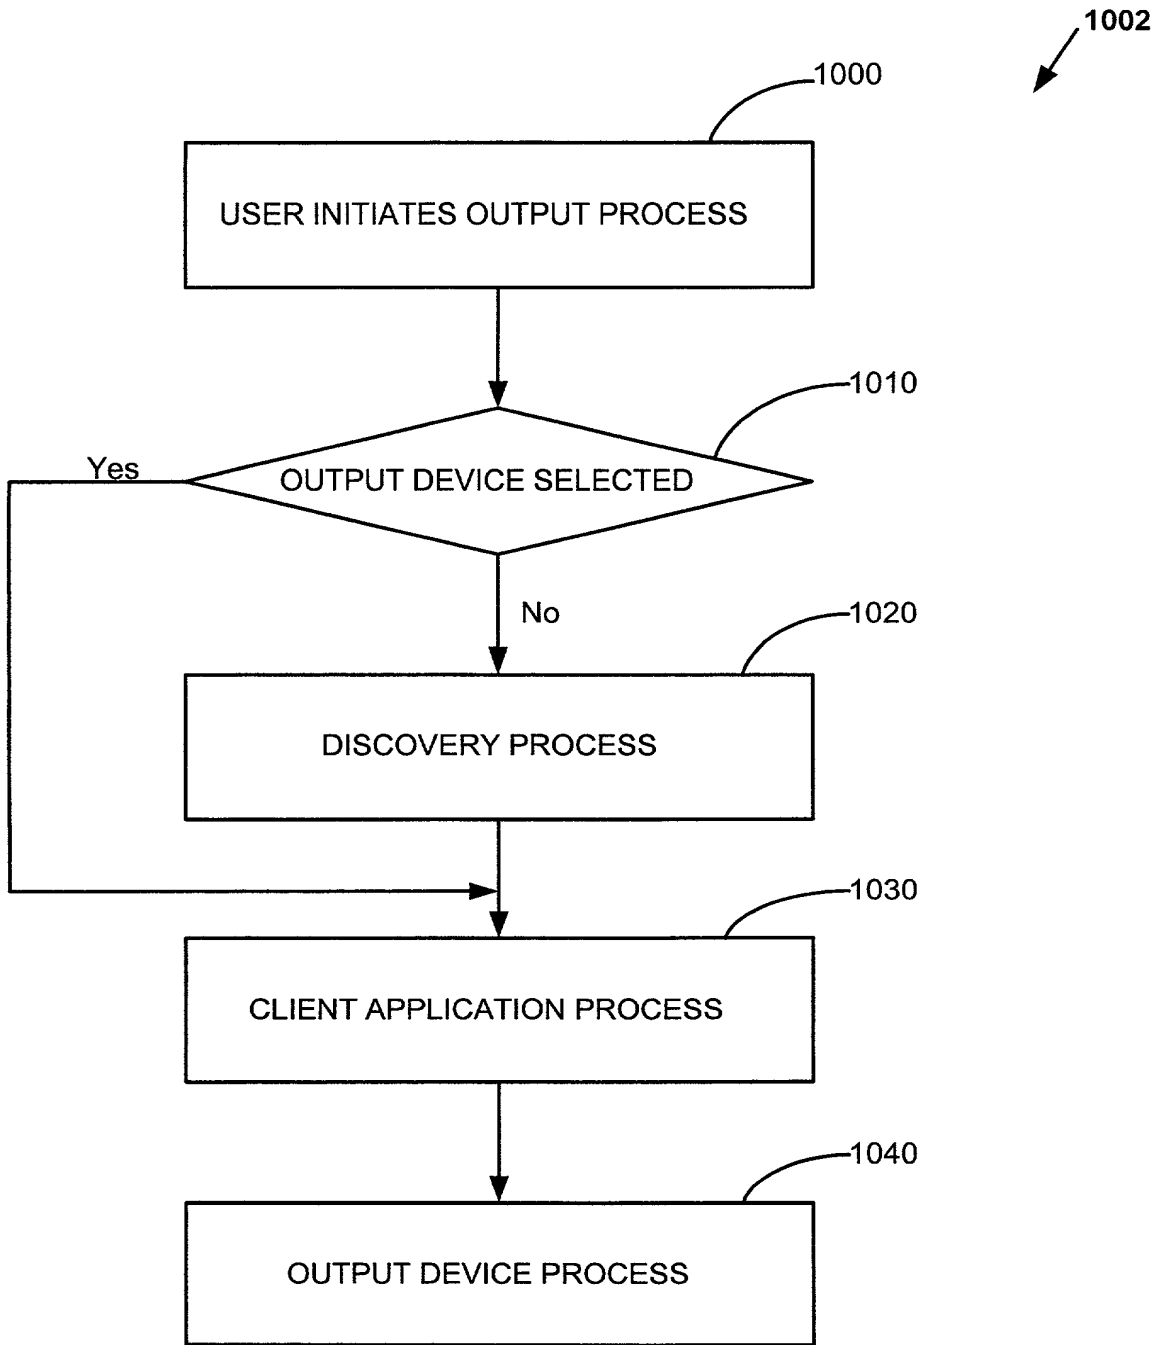 1002
1000
USER INITIATES OUTPUT PROCESS
1010
Yes
OUTPUT DEVICE SELECTED
No
1020
DISCOVERY PROCESS
1030
CLIENT APPLICATION PROCESS
1040
OUTPUT DEVICE PROCESS